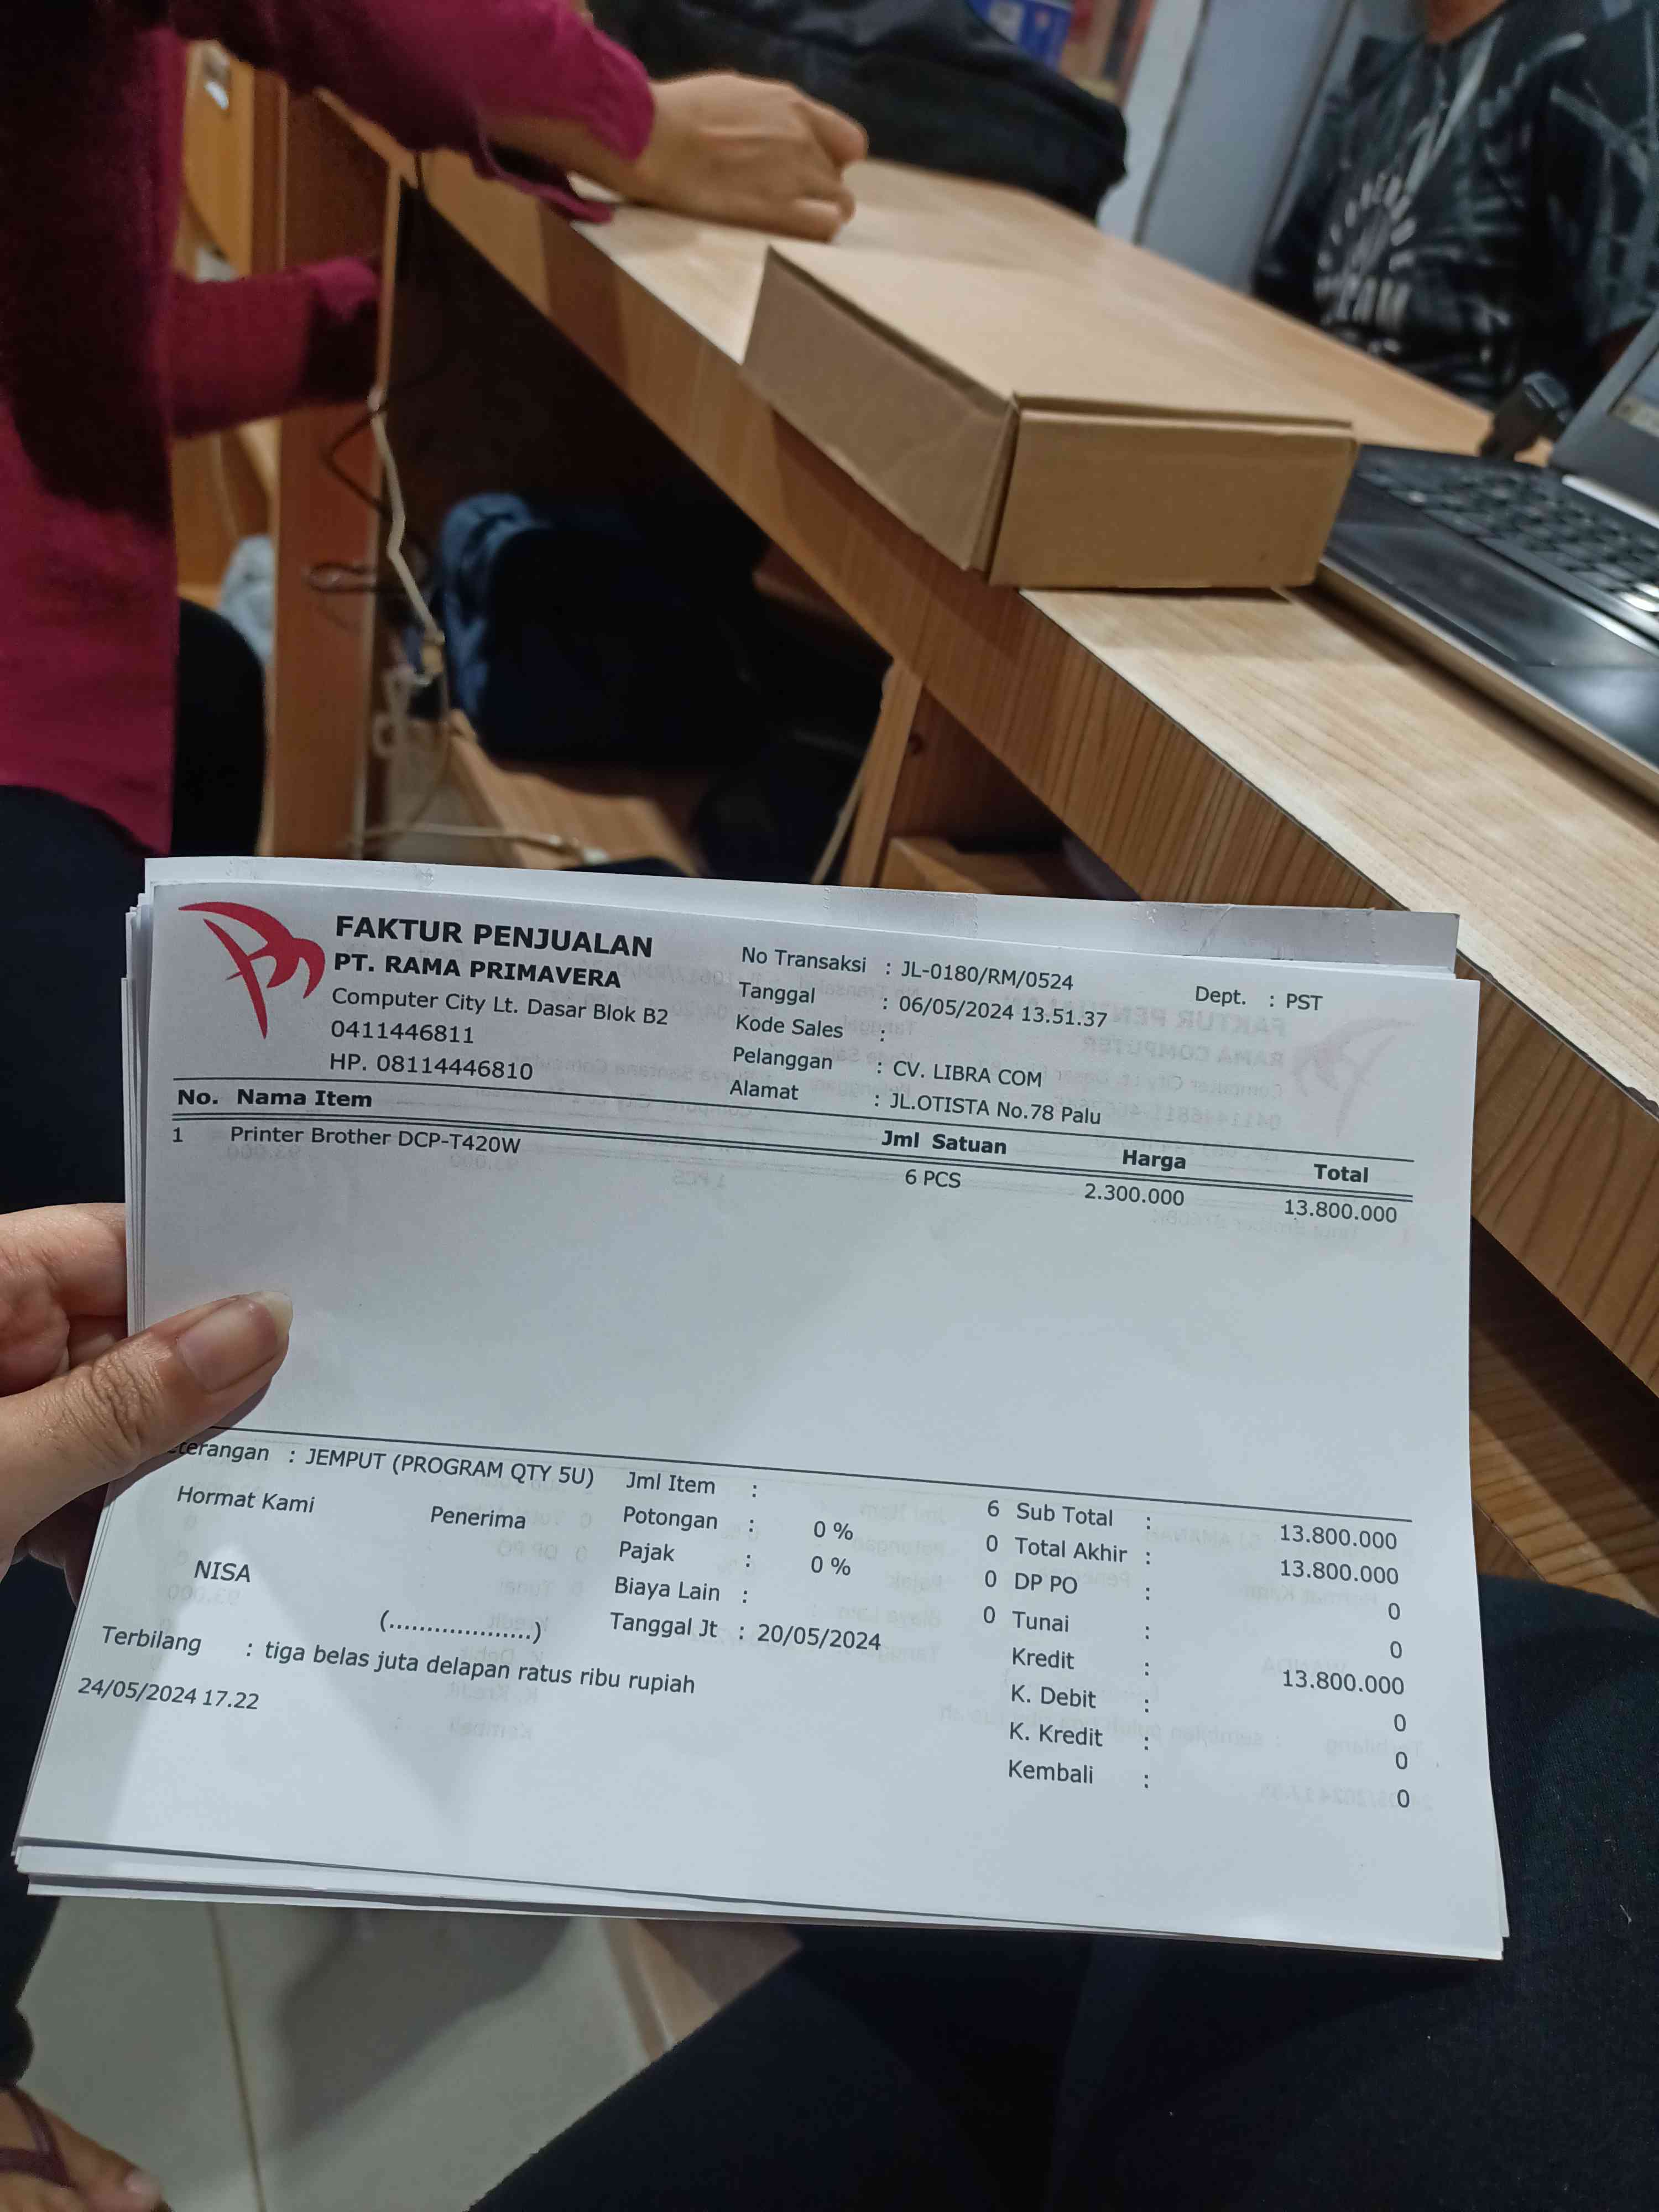 FAKTUR PENJUALAN
PT. RAMA PRIMAVERA
Computer City Lt. Dasar Blok B2
0411446811
HP. 08114446810
No Transaksi : JL-0180/RM/0524
Tanggal : 06/05/2024 13.51.37
Kode Sales :
Pelanggan : CV. LIBRA COM
Alamat : JL.OTISTA No.78 Palu
Dept. : PST
No. Nama Item Jml Satuan Harga Total
1 Printer Brother DCP-T420W 6 PCS 2.300.000 13.800.000
terangan : JEMPUT (PROGRAM QTY 5U)
Hormat Kami Penerima
NISA
(...................)
Jml Item : 6
Potongan : 0 % 0
Pajak : 0 % 0
Biaya Lain : 0
Tanggal Jt : 20/05/2024
Sub Total : 13.800.000
Total Akhir : 13.800.000
DP PO : 0
Tunai : 0
Kredit : 13.800.000
K. Debit : 0
K. Kredit : 0
Kembali : 0
Terbilang : tiga belas juta delapan ratus ribu rupiah
24/05/2024 17.22